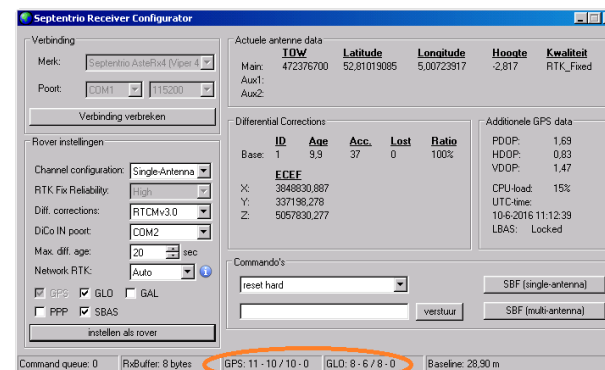 Septentrio Receiver Configurator
Verbinding
Merk: Septentrio AsteRx4 (Viper 4
Poort: COM1 115200
Verbinding verbreken
Rover instellingen
Channel configuration: Single-Antenna
RTK Fix Reliability: High
Diff. corrections: RTCMv3.0
DiCo IN poort: COM2
Max. diff. age: 20 sec
Network RTK: Auto
GPS GLO GAL
PPP SBAS
instellen als rover
Actuele antenne data
TOW Latitude Longitude Hoogte Kwaliteit
Main: 472376700 52,81019085 5,00723917 -2,817 RTK_Fixed
Aux1:
Aux2:
Differential Corrections
ID Age Acc. Lost Ratio
Base: 1 9,9 37 0 100%
ECEF
X: 3848830,887
Y: 337198,278
Z: 5057830,277
Additionele GPS data
PDOP: 1,69
HDOP: 0,83
VDOP: 1,47
CPU-load: 15%
UTC-time:
10-6-2016 11:12:39
LBAS: Locked
Commando's
reset hard
verstuur
SBF (single-antenna)
SBF (multi-antenna)
Command queue: 0 RxBuffer: 8 bytes GPS: 11 - 10 / 10 - 0 GLO: 8 - 6 / 8 - 0 Baseline: 28,90 m